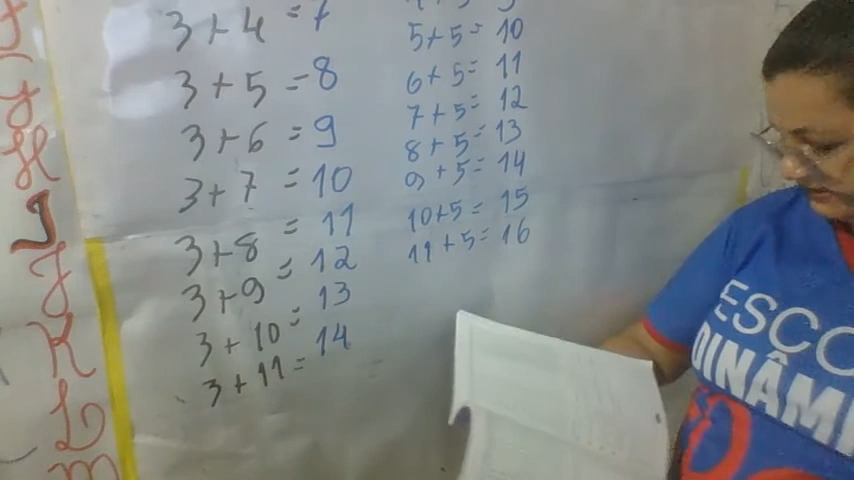 3 + 4 = 7
3 + 5 = 8
3 + 6 = 9
3 + 7 = 10
3 + 8 = 11
3 + 9 = 12
3 + 10 = 13
3 + 11 = 14
5 + 5 = 10
6 + 5 = 11
7 + 5 = 12
8 + 5 = 13
9 + 5 = 14
10 + 5 = 15
11 + 5 = 16
H
I
J
K
L
M
ESCO
DINÂM